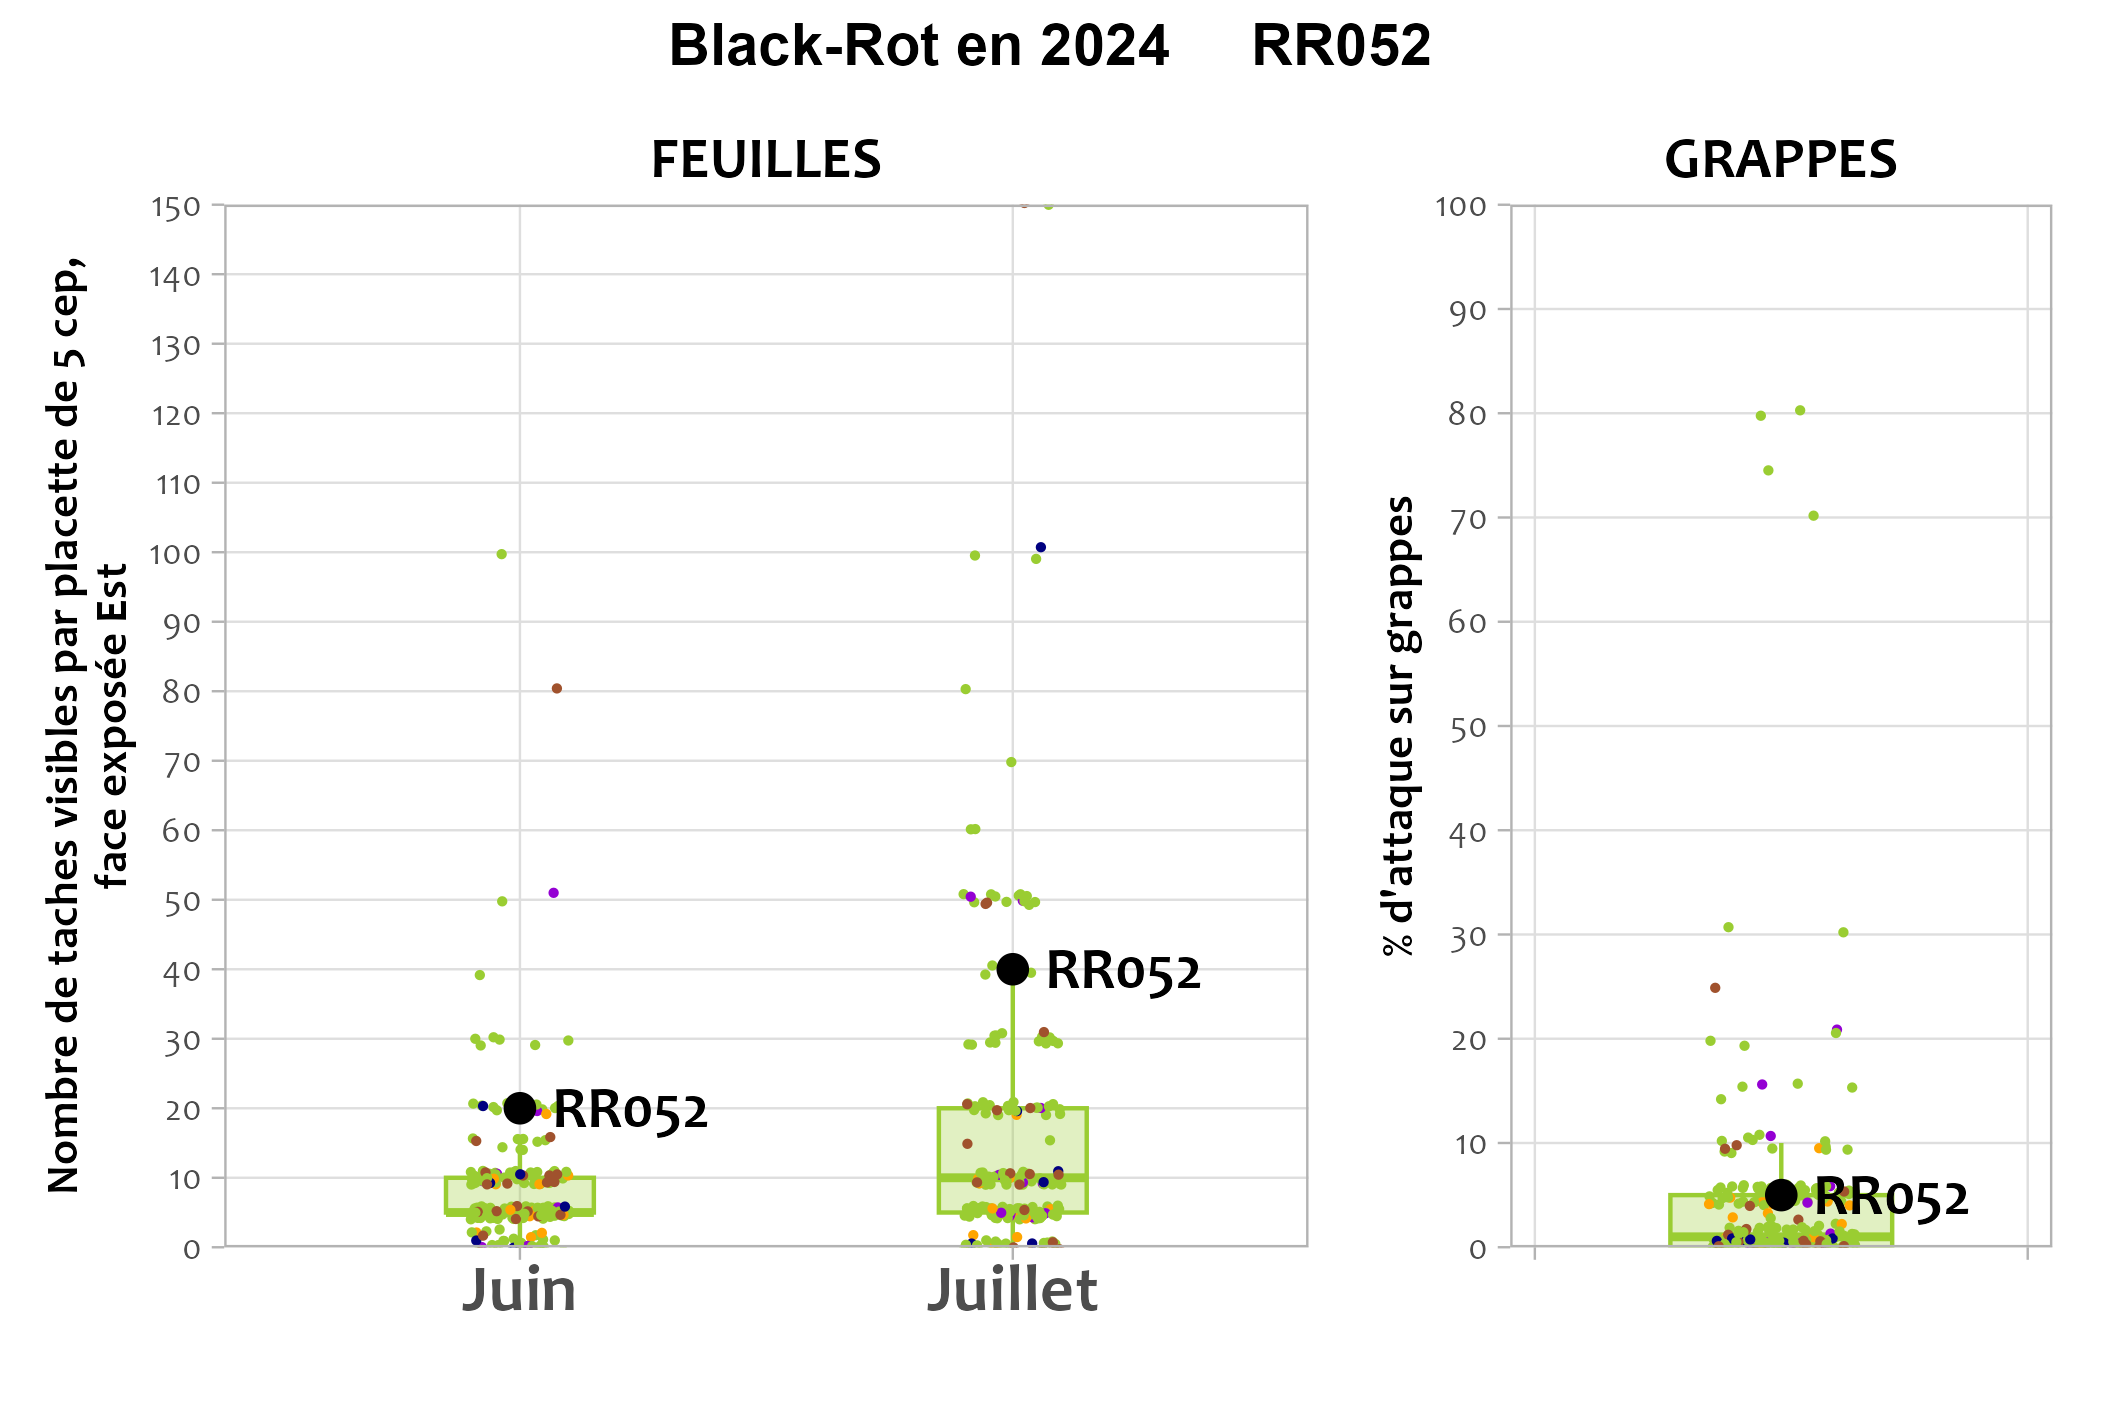 Black-Rot en 2024 RR052
FEUILLES
GRAPPES
Nombre de taches visibles par placette de 5 cep,
face exposée Est
150
140
130
120
110
100
90
80
70
60
50
40
30
20
10
0
RR052
RR052
Juin
Juillet
% d'attaque sur grappes
100
90
80
70
60
50
40
30
20
10
0
RR052